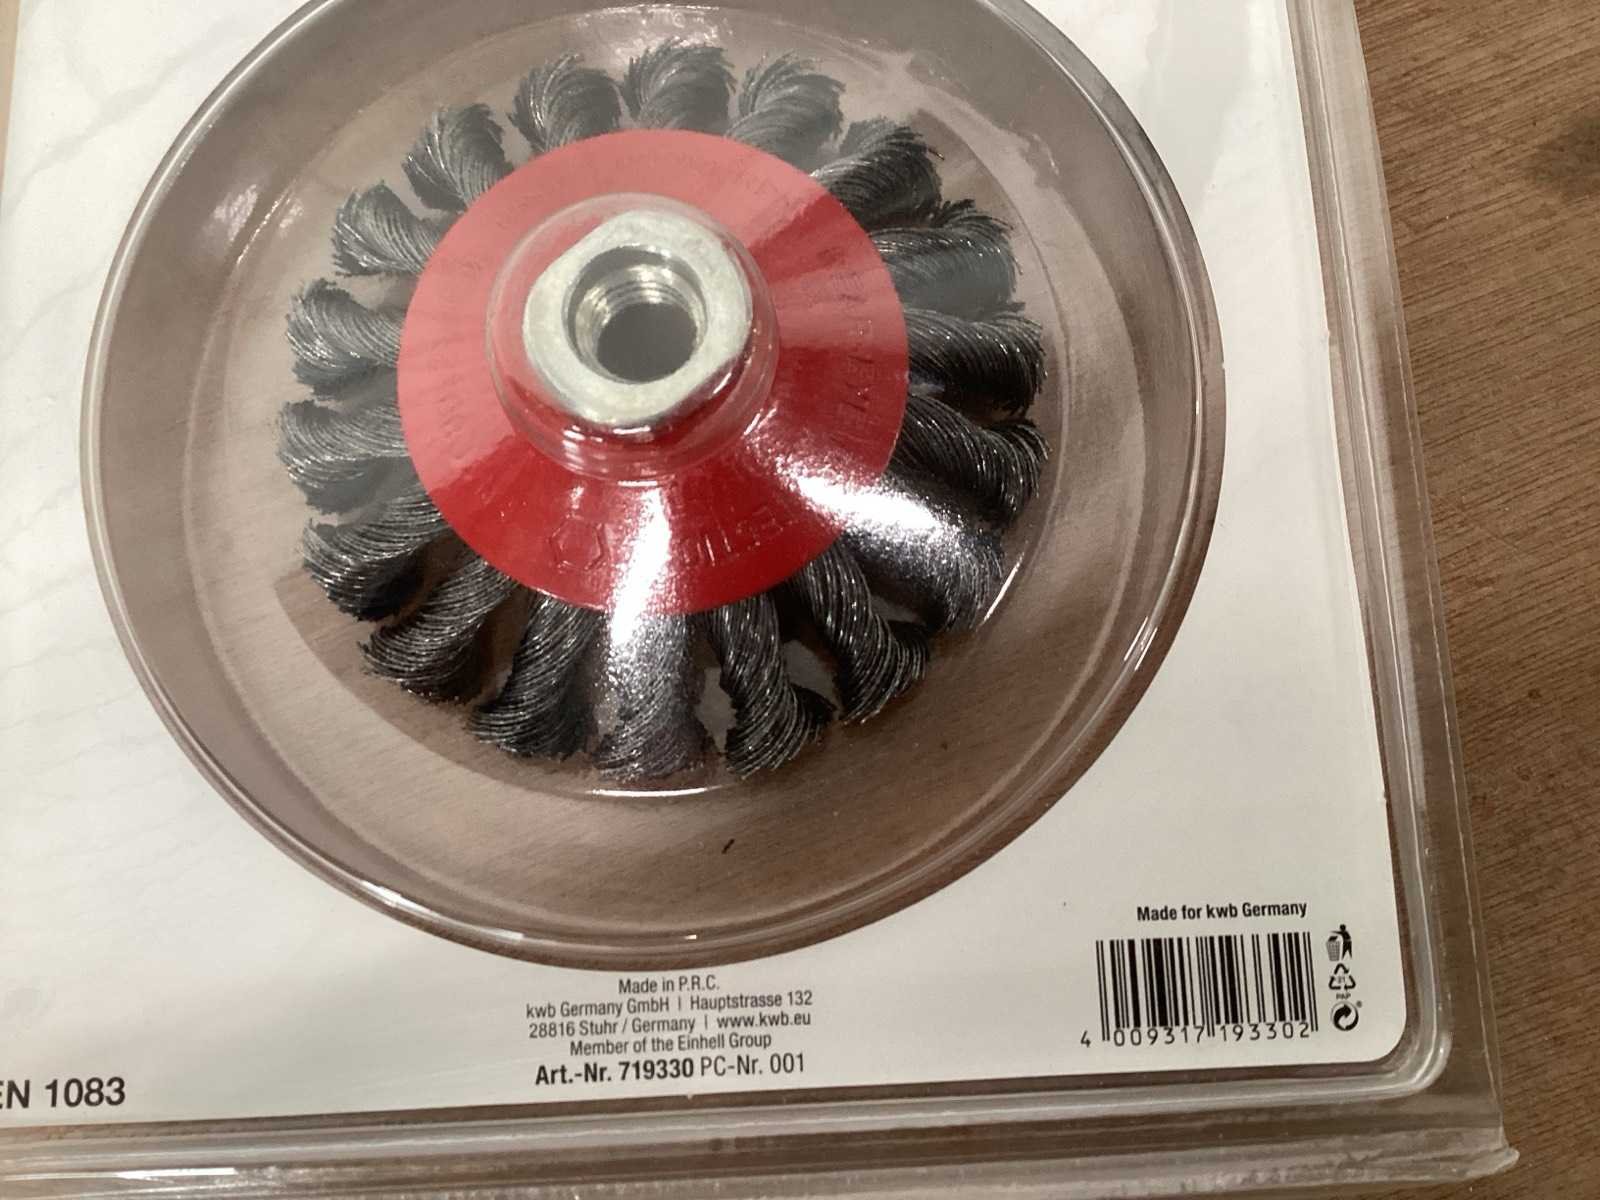 Made for kwb Germany
4 009317 193302
PAP
Made in P.R.C.
kwb Germany GmbH | Hauptstrasse 132
28816 Stuhr / Germany | www.kwb.eu
Member of the Einhell Group
Art.-Nr. 719330 PC-Nr. 001
EN 1083